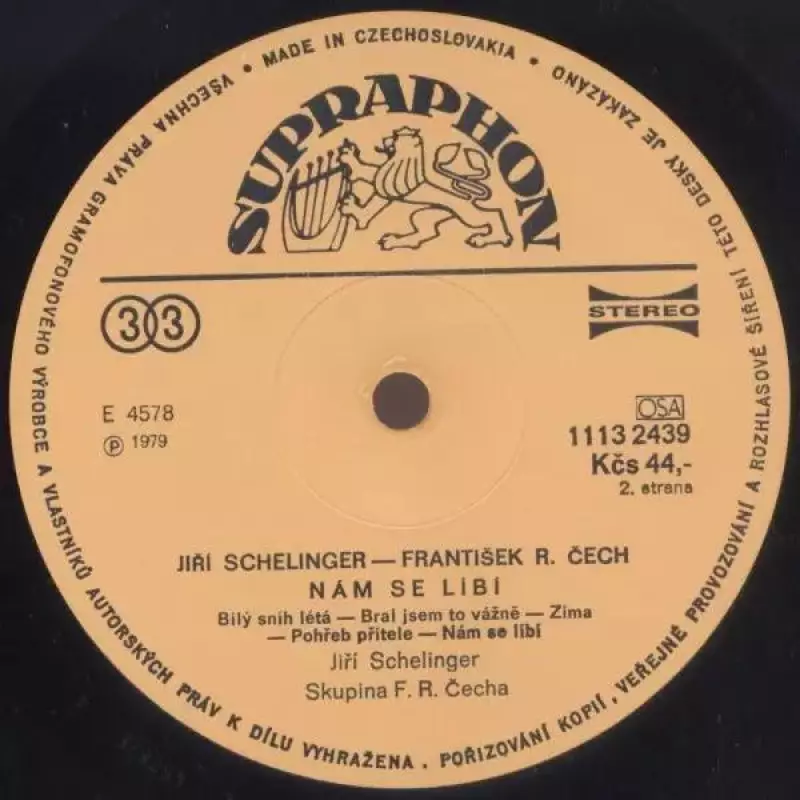 VŠECHNA PRÁVA GRAMOFONOVÉHO VÝROBCE A VLASTNÍKŮ AUTORSKÝCH PRÁV K DÍLU VYHRAŽENA . POŘIZOVÁNÍ KOPIÍ, VEŘEJNÉ PROVOZOVÁNÍ A ROZHLASOVÉ ŠÍŘENÍ TÉTO DESKY JE ZAKÁZÁNO
• MADE IN CZECHOSLOVAKIA •
SUPRAPHON
33
STEREO
E 4578
Ⓟ 1979
OSA
1113 2439
Kčs 44,-
2. strana
JIŘÍ SCHELINGER — FRANTIŠEK R. ČECH
NÁM SE LÍBÍ
Bílý sníh létá — Bral jsem to vážně — Zima
— Pohřeb přítele — Nám se líbí
Jiří Schelinger
Skupina F. R. Čecha